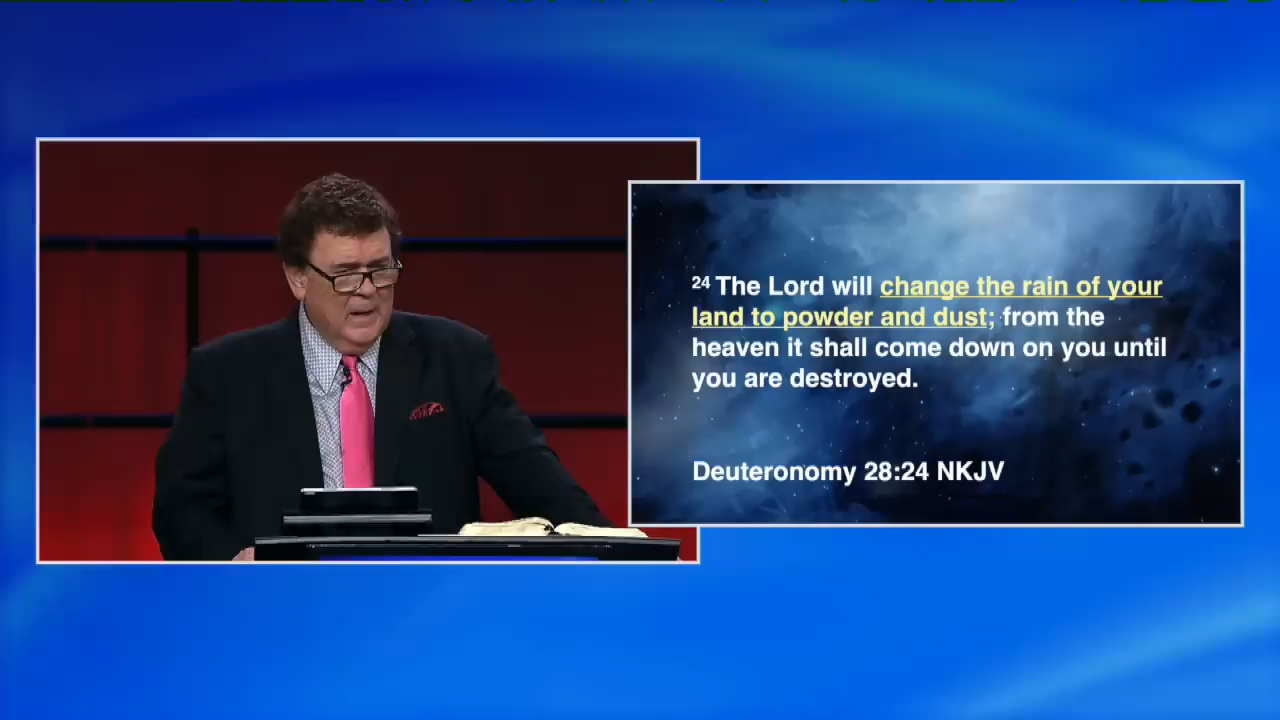 24 The Lord will change the rain of your
land to powder and dust; from the
heaven it shall come down on you until
you are destroyed.
Deuteronomy 28:24 NKJV